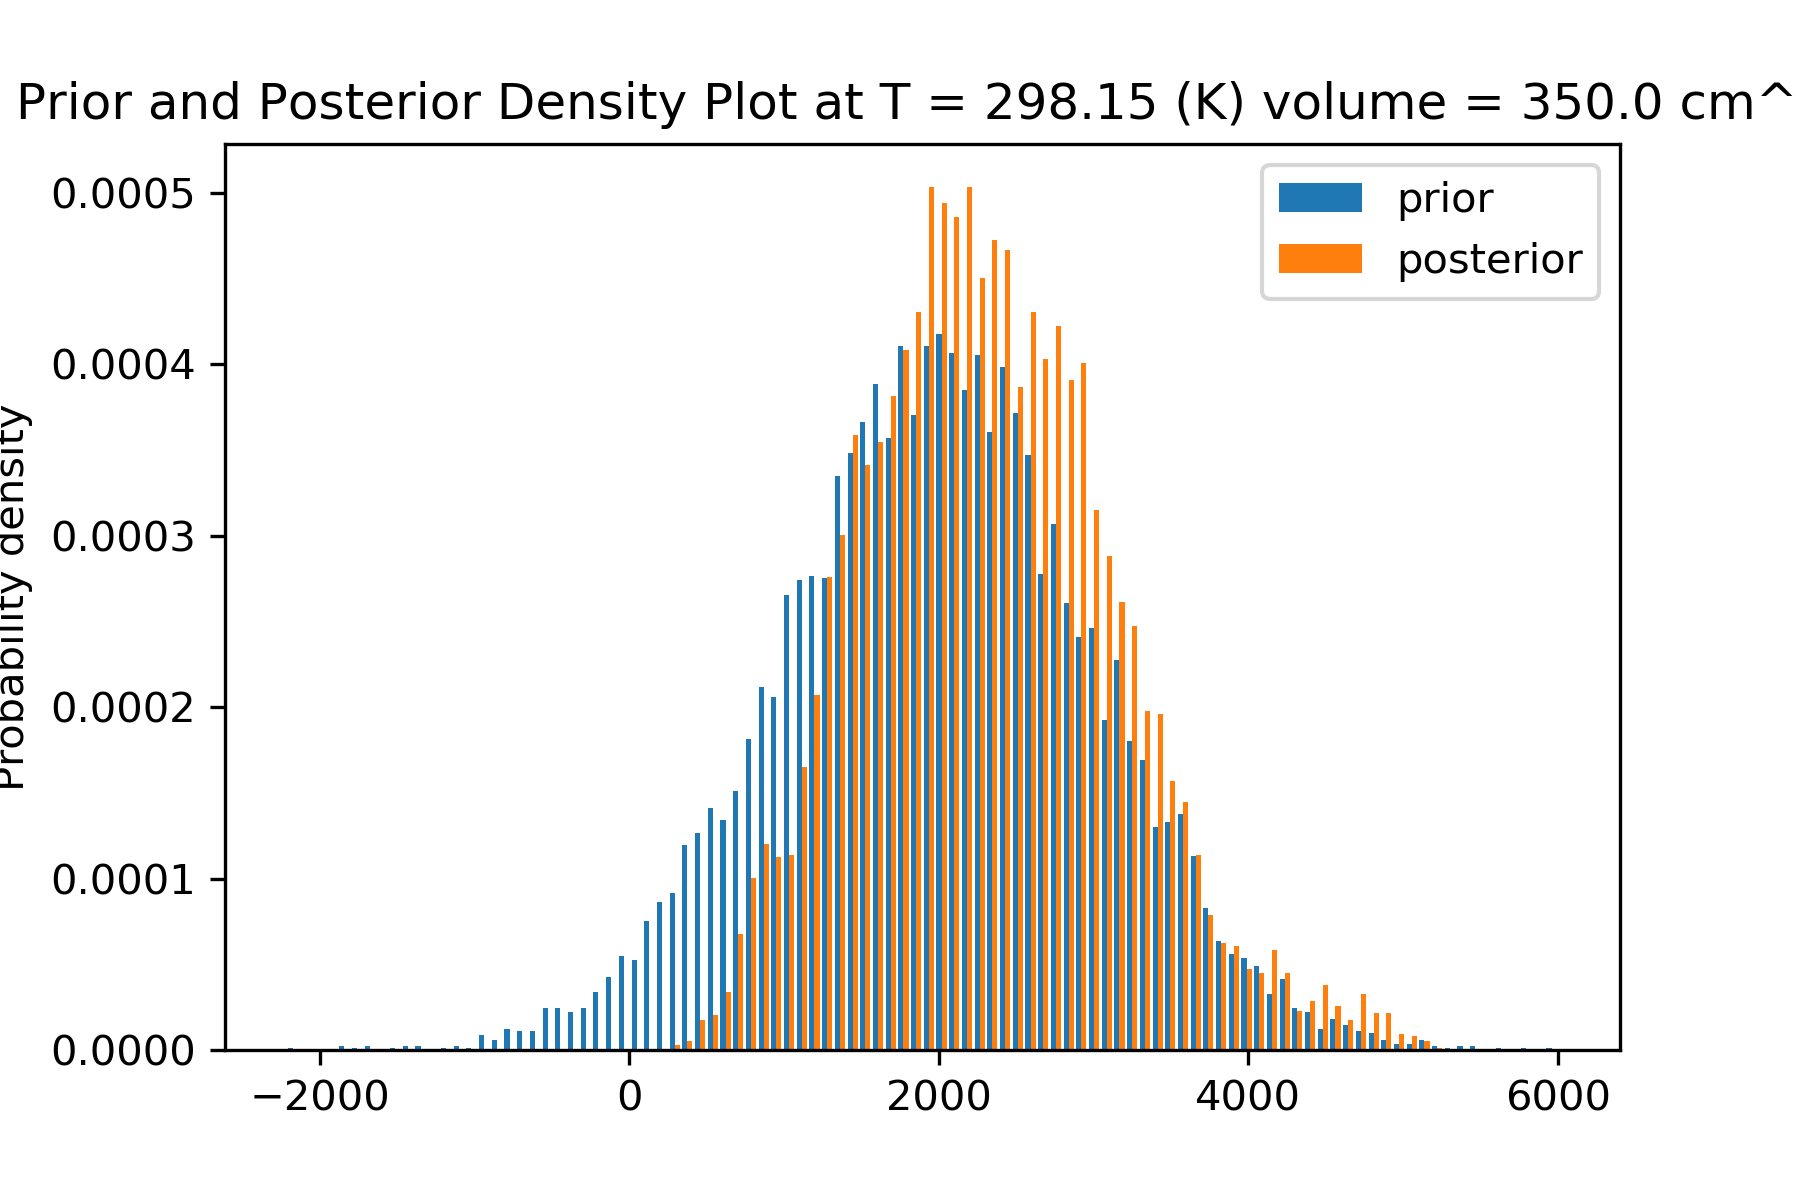 Prior and Posterior Density Plot at T = 298.15 (K) volume = 350.0 cm^
prior
posterior
Probability density
0.0005
0.0004
0.0003
0.0002
0.0001
0.0000
−2000
0
2000
4000
6000